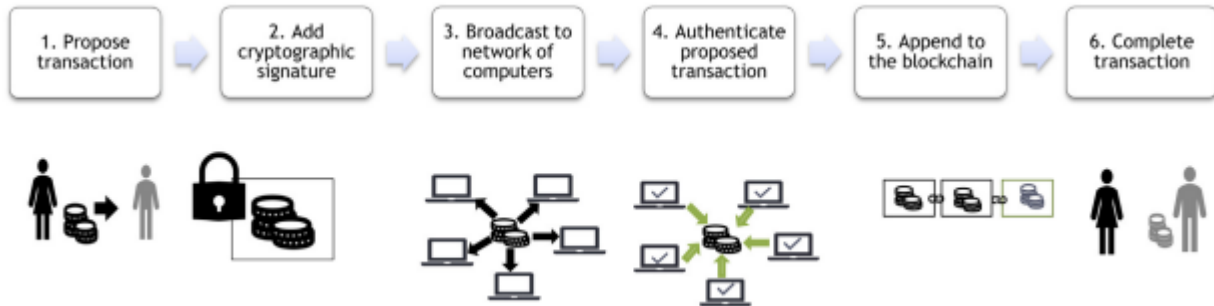 1. Propose
transaction
2. Add
cryptographic
signature
3. Broadcast to
network of
computers
4. Authenticate
proposed
transaction
5. Append to
the blockchain
6. Complete
transaction